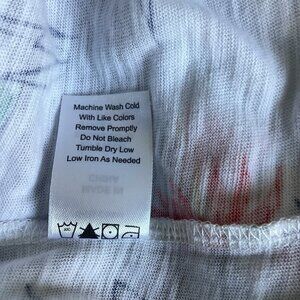 Machine Wash Cold
With Like Colors
Remove Promptly
Do Not Bleach
Tumble Dry Low
Low Iron As Needed